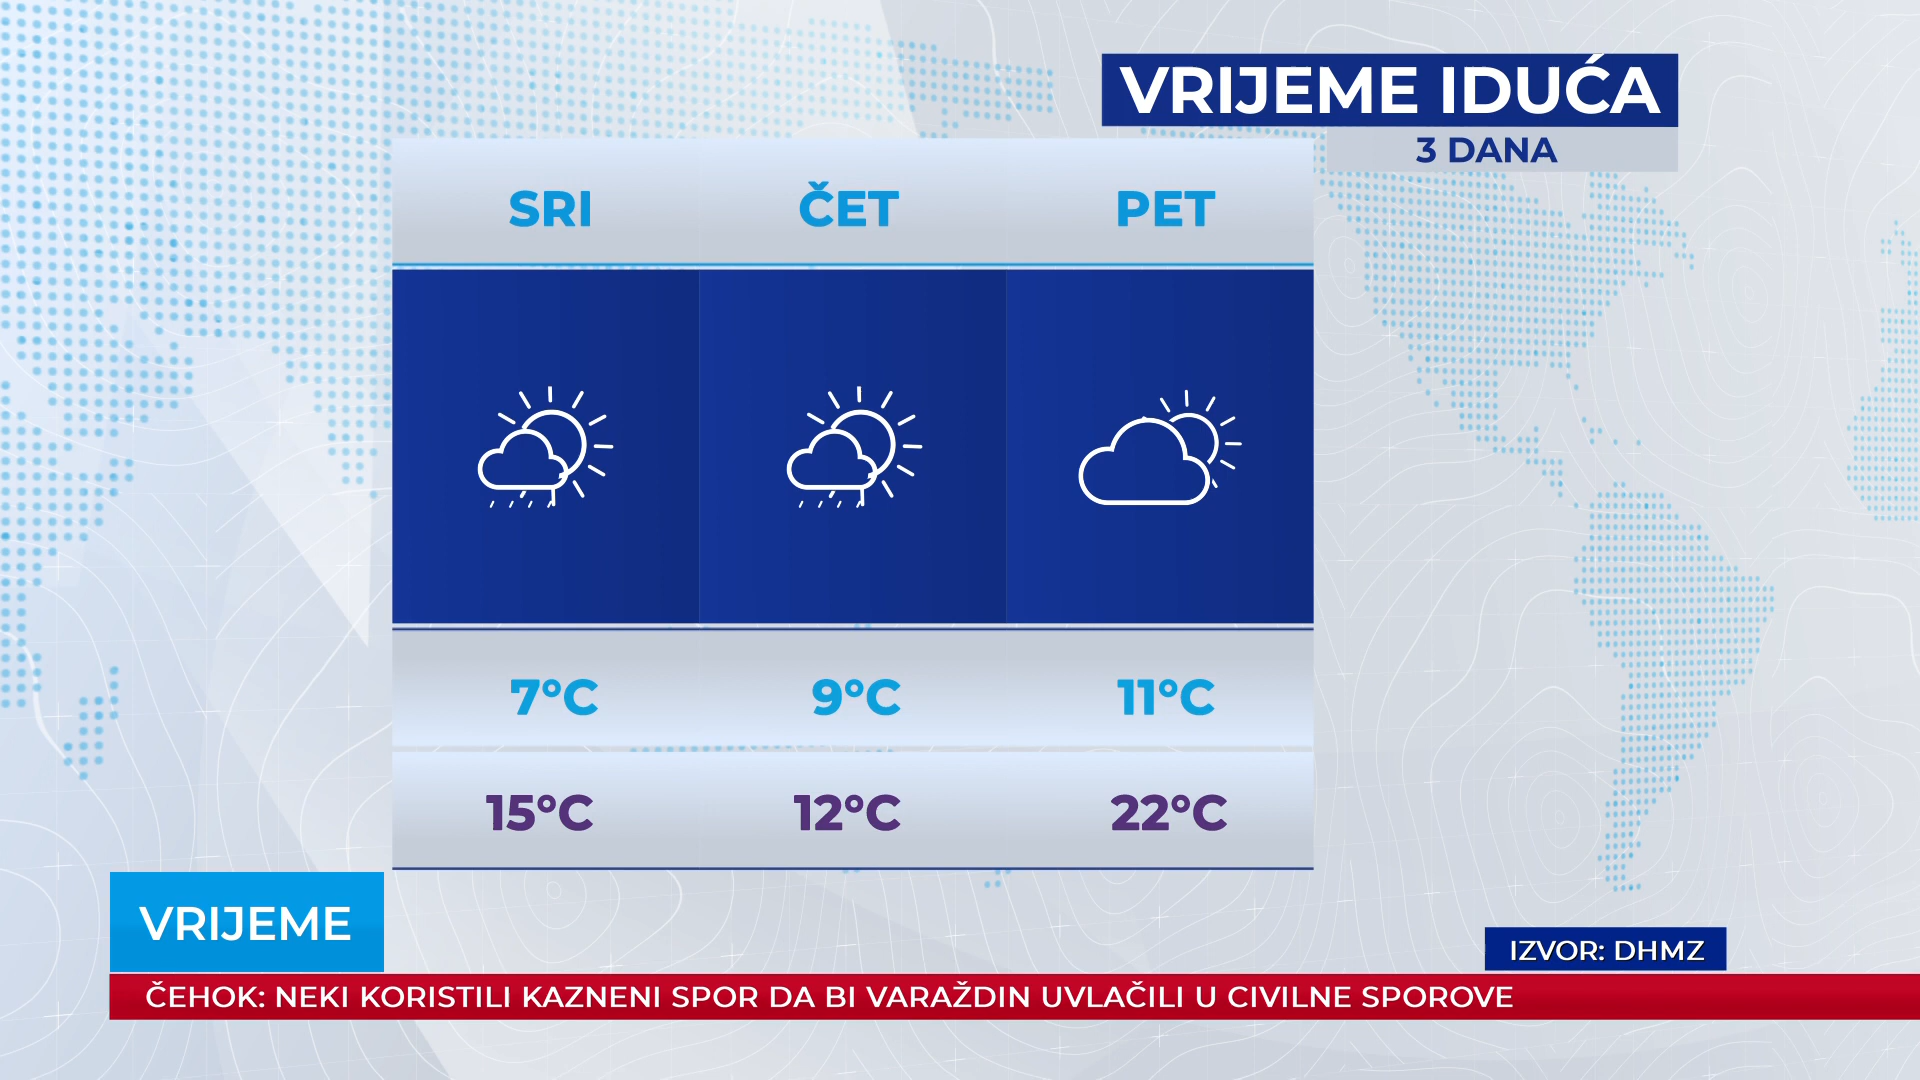 VRIJEME IDUĆA
3 DANA
SRI ČET PET
7°C 9°C 11°C
15°C 12°C 22°C
VRIJEME
IZVOR: DHMZ
ČEHOK: NEKI KORISTILI KAZNENI SPOR DA BI VARAŽDIN UVLAČILI U CIVILNE SPOROVE